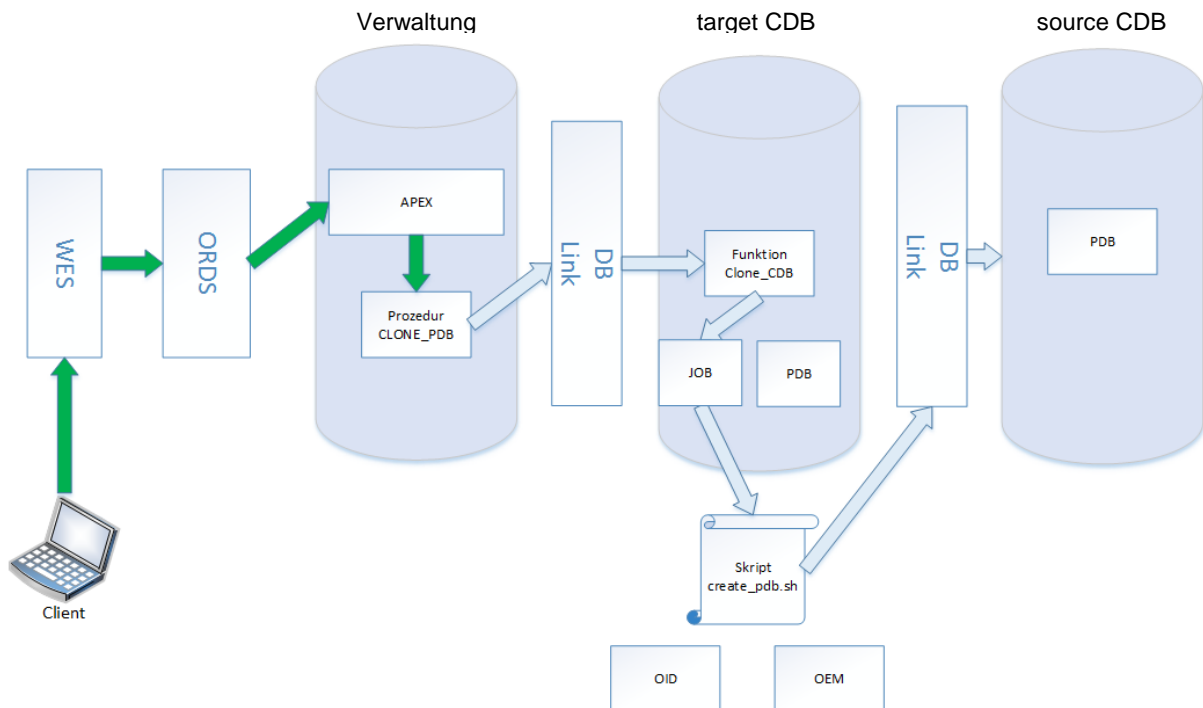 Verwaltung
target CDB
source CDB
WES
ORDS
APEX
Prozedur
CLONE_PDB
DB
Link
Funktion
Clone_CDB
JOB
PDB
DB
Link
PDB
Skript
create_pdb.sh
Client
OID
OEM